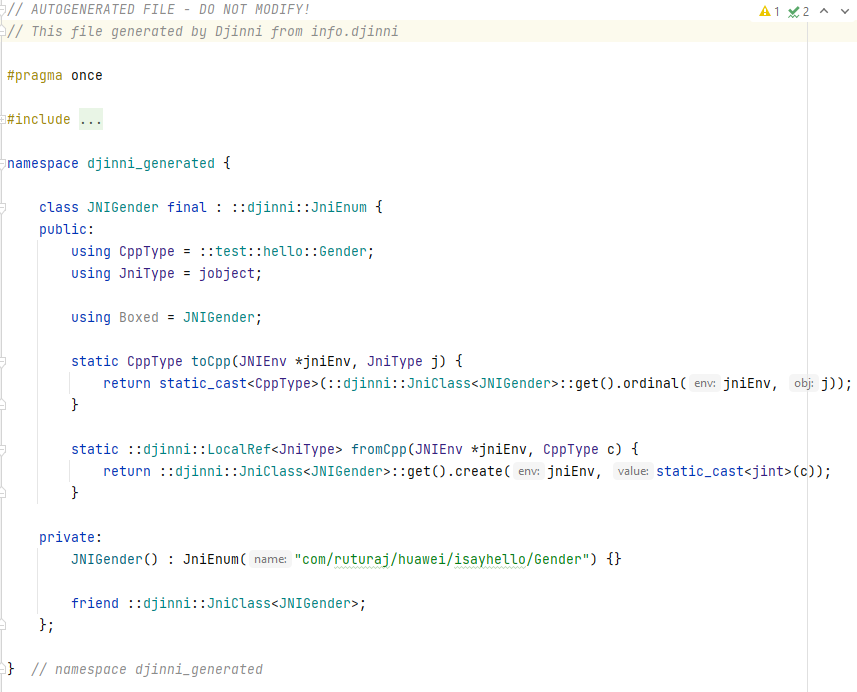 // AUTOGENERATED FILE - DO NOT MODIFY!
1 2
// This file generated by Djinni from info.djinni
#pragma once
#include ...
namespace djinni_generated {
class JNIGender final : ::djinni::JniEnum {
public:
using CppType = ::test::hello::Gender;
using JniType = jobject;
using Boxed = JNIGender;
static CppType toCpp(JNIEnv *jniEnv, JniType j) {
return static_cast<CppType>(::djinni::JniClass<JNIGender>::get().ordinal( env: jniEnv, obj: j));
}
static ::djinni::LocalRef<JniType> fromCpp(JNIEnv *jniEnv, CppType c) {
return ::djinni::JniClass<JNIGender>::get().create( env: jniEnv, value: static_cast<jint>(c));
}
private:
JNIGender() : JniEnum( name: "com/ruturaj/huawei/isayhello/Gender") {}
friend ::djinni::JniClass<JNIGender>;
};
} // namespace djinni_generated